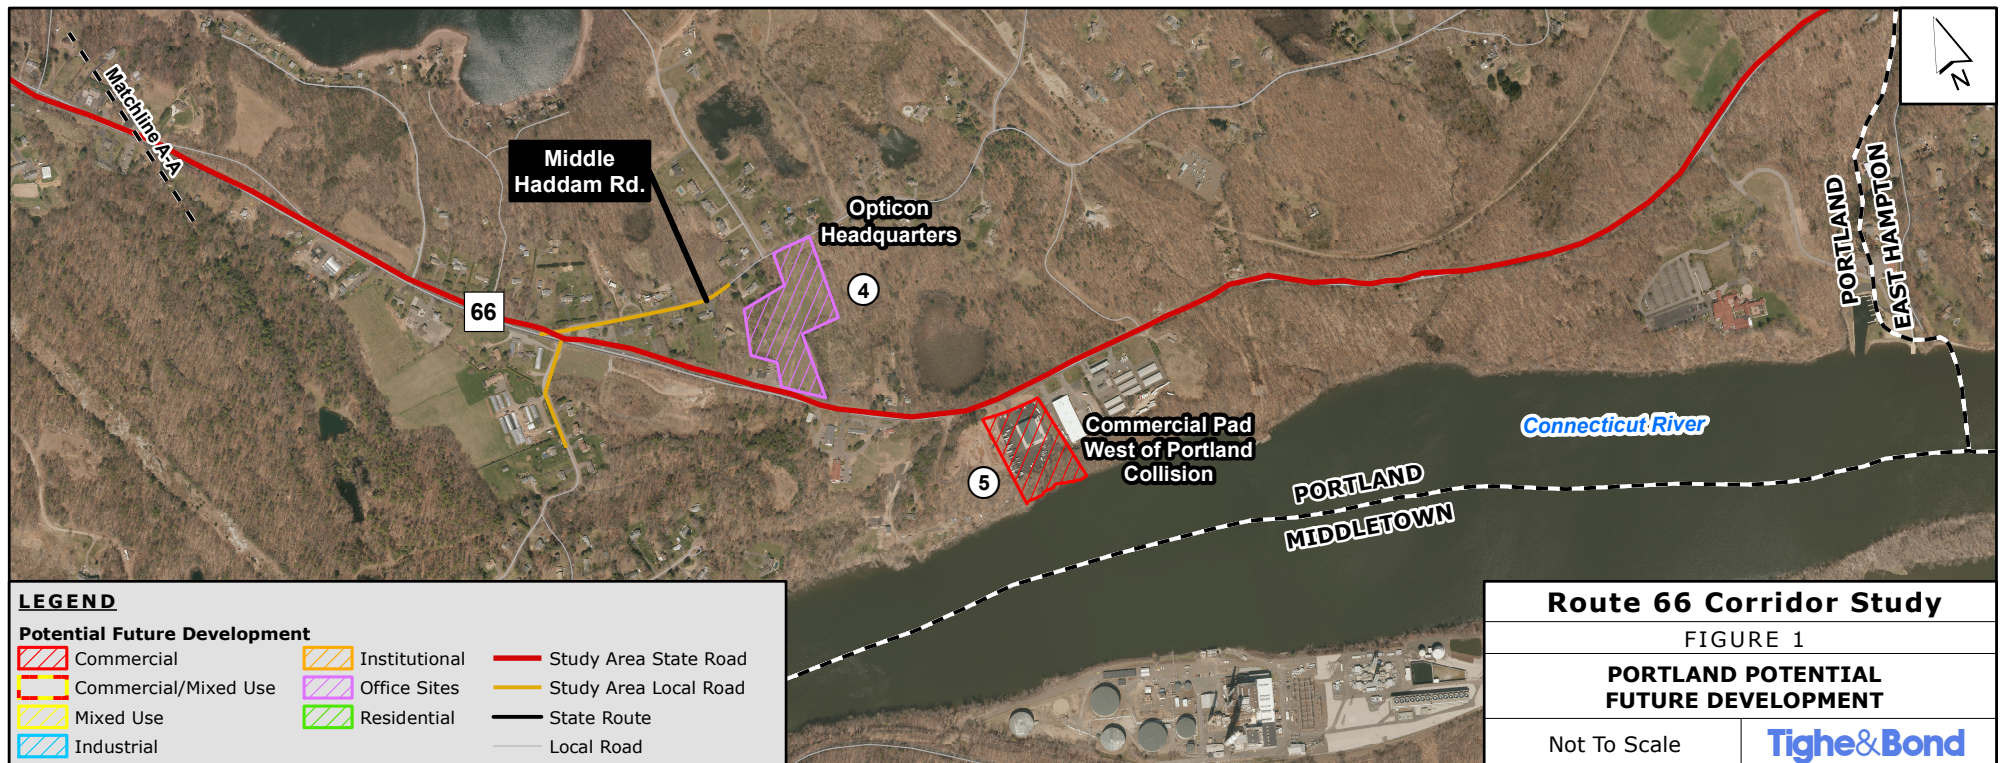 Matchline A-A
Middle
Haddam Rd.
Opticon
Headquarters
4
66
Commercial Pad
West of Portland
Collision
5
Connecticut River
PORTLAND
MIDDLETOWN
PORTLAND
EAST HAMPTON
N
LEGEND
Potential Future Development
Commercial
Commercial/Mixed Use
Mixed Use
Industrial
Institutional
Office Sites
Residential
Study Area State Road
Study Area Local Road
State Route
Local Road
Route 66 Corridor Study
FIGURE 1
PORTLAND POTENTIAL
FUTURE DEVELOPMENT
Not To Scale
Tighe&Bond